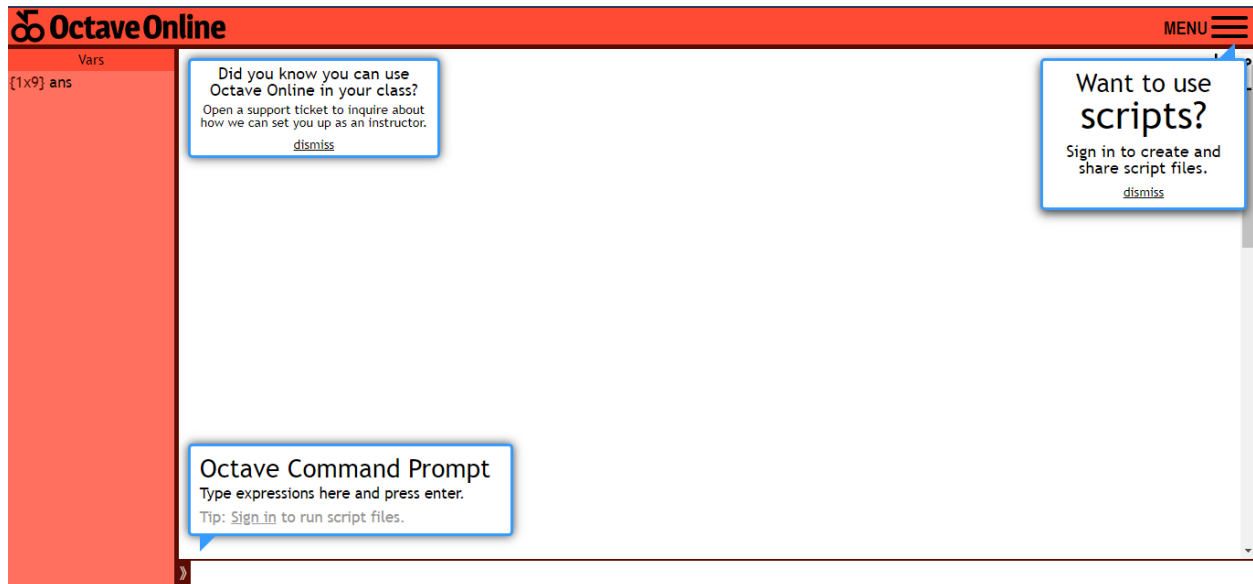 Octave Online
MENU
Vars
{1x9} ans
Did you know you can use
Octave Online in your class?
Open a support ticket to inquire about
how we can set you up as an instructor.
dismiss
Want to use
scripts?
Sign in to create and
share script files.
dismiss
Octave Command Prompt
Type expressions here and press enter.
Tip: Sign in to run script files.
⟫